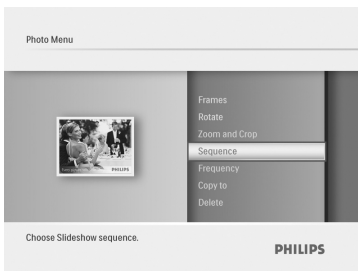 Photo Menu
Frames
Rotate
Zoom and Crop
Sequence
Frequency
Copy to
Delete
PHILIPS
Choose Slideshow sequence.
PHILIPS